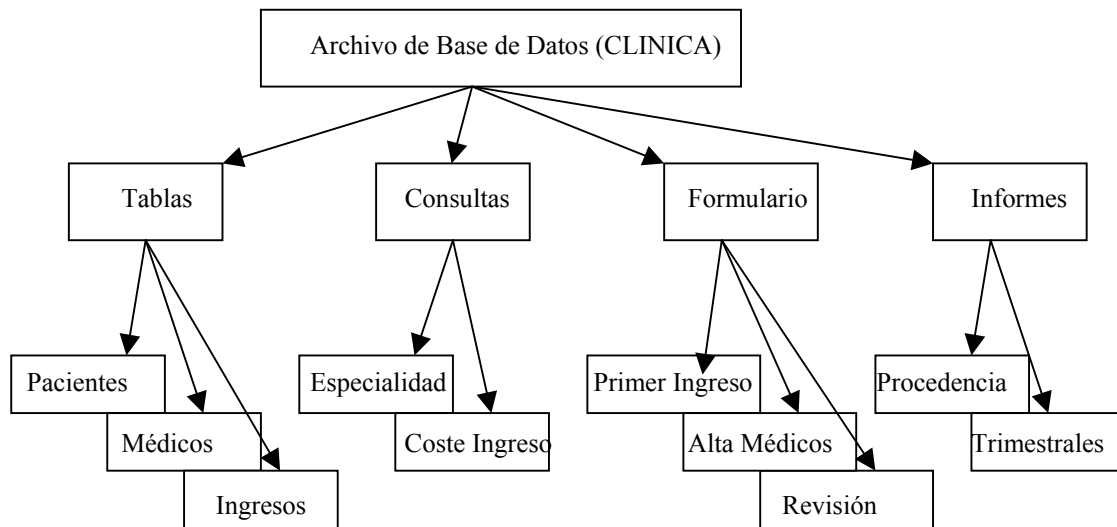 Archivo de Base de Datos (CLINICA)
Tablas
Consultas
Formulario
Informes
Pacientes
Médicos
Ingresos
Especialidad
Coste Ingreso
Primer Ingreso
Alta Médicos
Revisión
Procedencia
Trimestrales